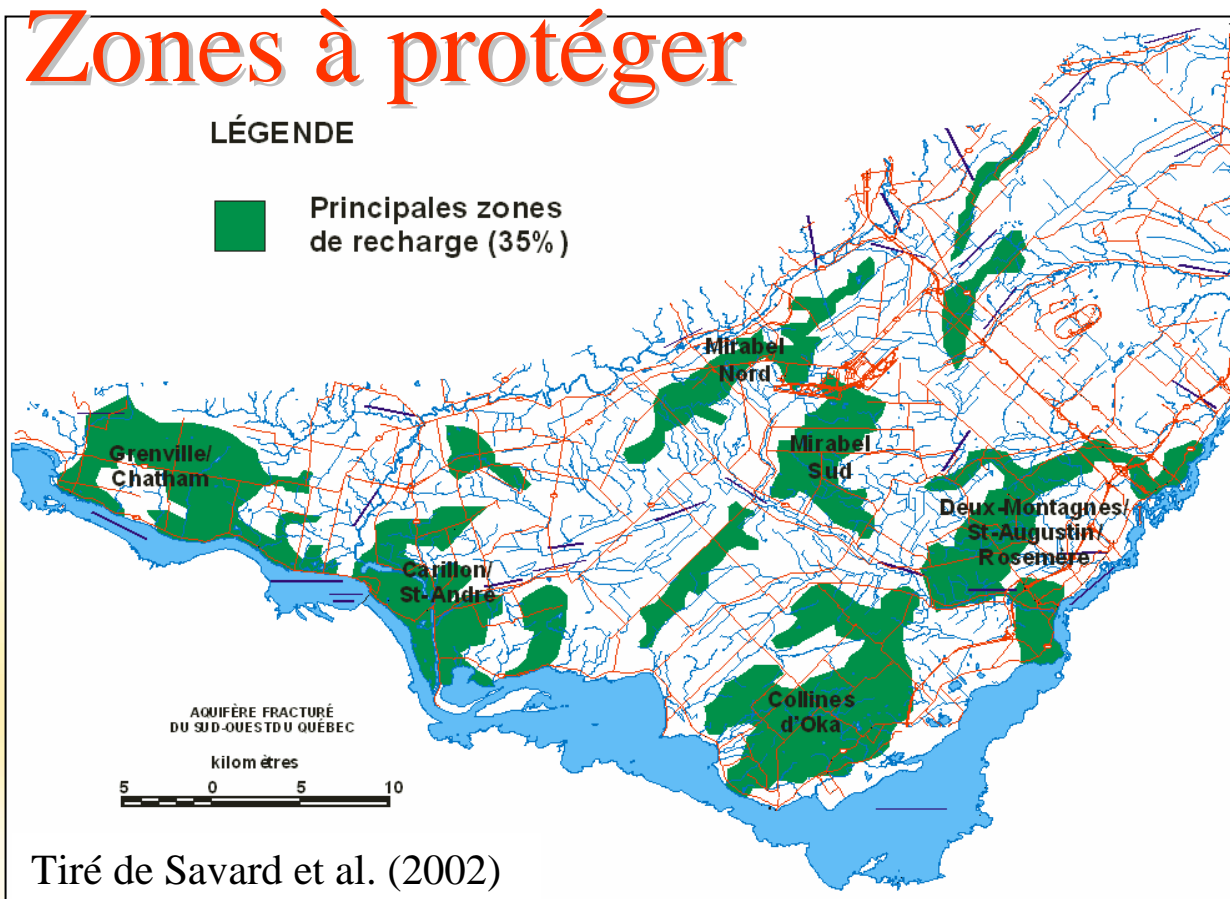 Zones à protéger
LÉGENDE
Principales zones
de recharge (35%)
Mirabel
Nord
Grenville/
Chatham
Mirabel
Sud
Deux-Montagnes/
St-Augustin/
Rosemère
Carillon/
St-André
Collines
d'Oka
AQUIFÈRE FRACTURÉ
DU SUD-OUEST DU QUÉBEC
kilomètres
5 0 5 10
Tiré de Savard et al. (2002)